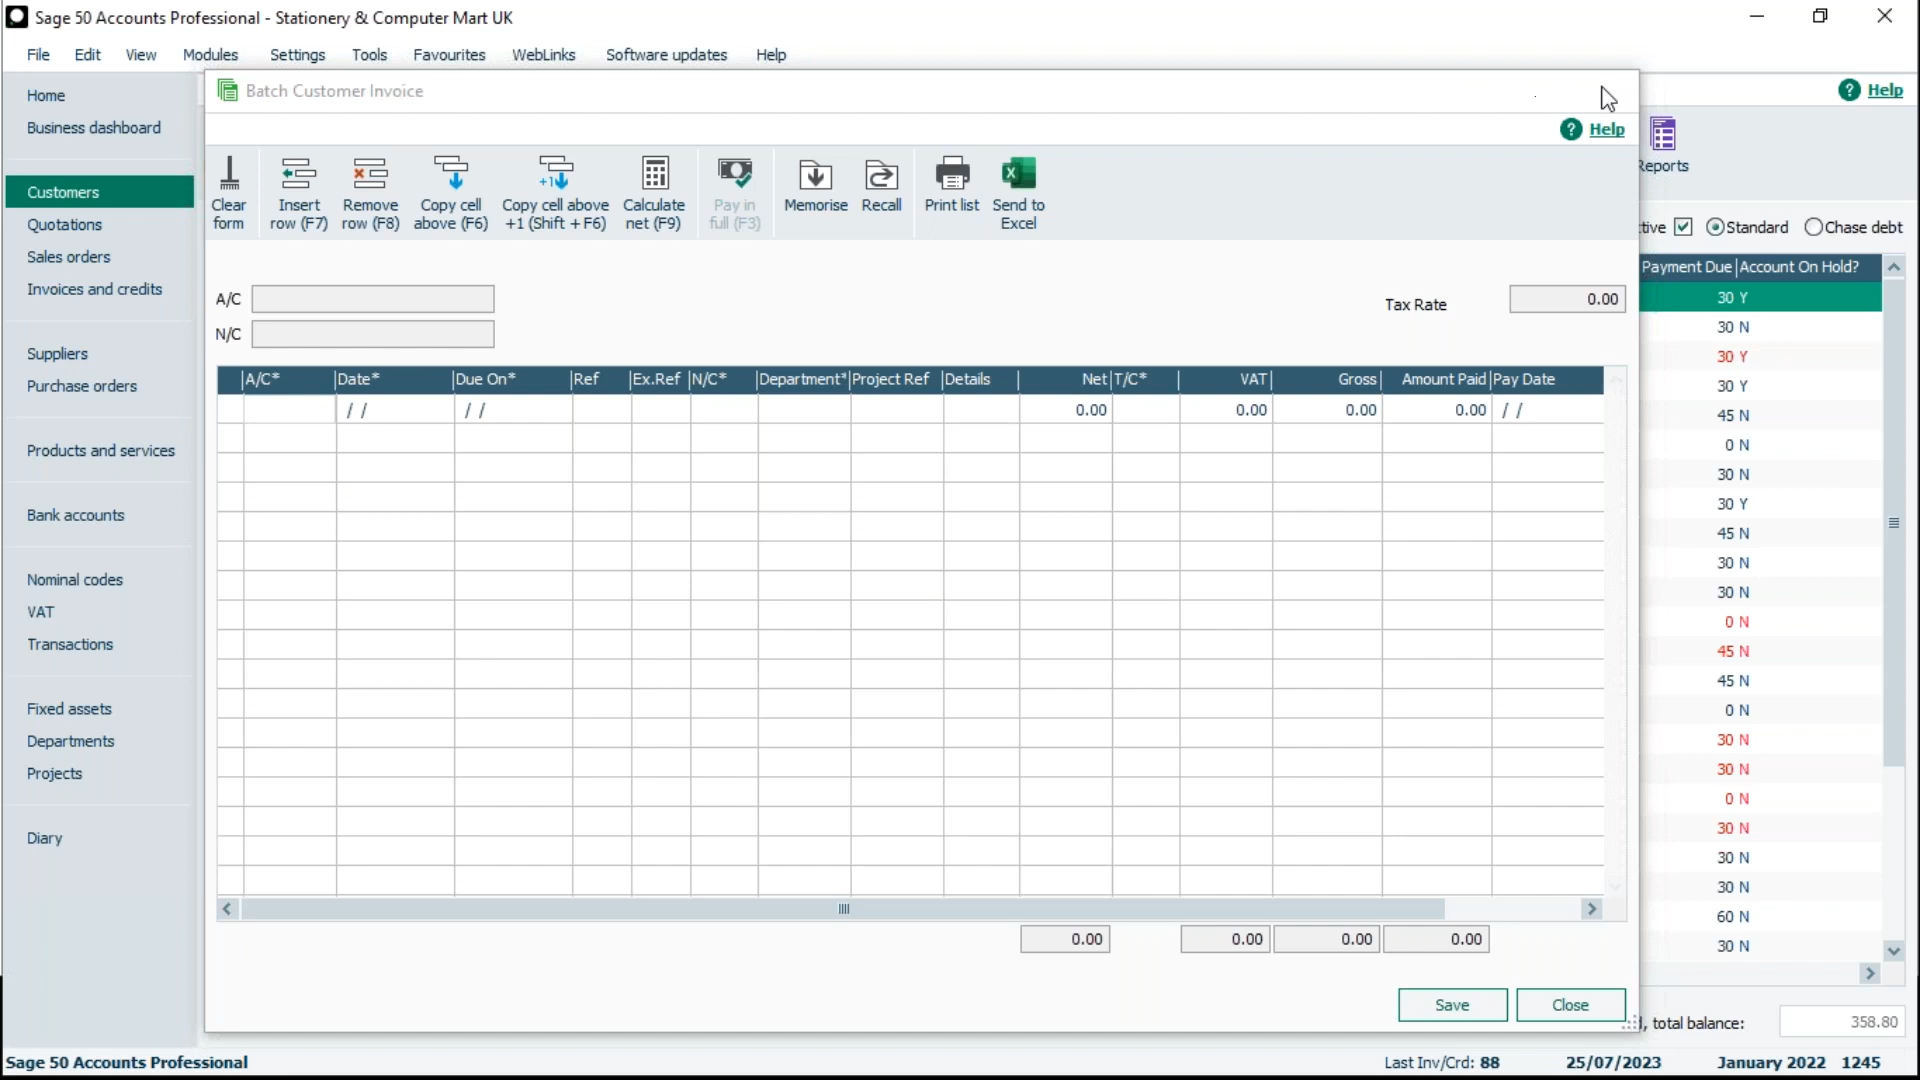 Sage 50 Accounts Professional - Stationery & Computer Mart UK
File Edit View Modules Settings Tools Favourites WebLinks Software updates Help
Home
Business dashboard
Customers
Quotations
Sales orders
Invoices and credits
Suppliers
Purchase orders
Products and services
Bank accounts
Nominal codes
VAT
Transactions
Fixed assets
Departments
Projects
Diary
Batch Customer Invoice
? Help
Clear form
Insert row (F7)
Remove row (F8)
Copy cell above (F6)
+1
Copy cell above +1 (Shift + F6)
Calculate net (F9)
Pay in full (F3)
Memorise
Recall
Print list
Send to Excel
A/C
N/C
Tax Rate 0.00
A/C* Date* Due On* Ref Ex.Ref N/C* Department* Project Ref Details Net T/C* VAT Gross Amount Paid Pay Date
/ / / / 0.00 0.00 0.00 0.00 / /
0.00 0.00 0.00 0.00
Save Close
? Help
Reports
tive Standard Chase debt
Payment Due Account On Hold?
30 Y
30 N
30 Y
30 Y
45 N
0 N
30 N
30 Y
45 N
30 N
30 N
0 N
45 N
45 N
0 N
30 N
30 N
0 N
30 N
30 N
30 N
60 N
30 N
, total balance: 358.80
Sage 50 Accounts Professional Last Inv/Crd: 88 25/07/2023 January 2022 1245